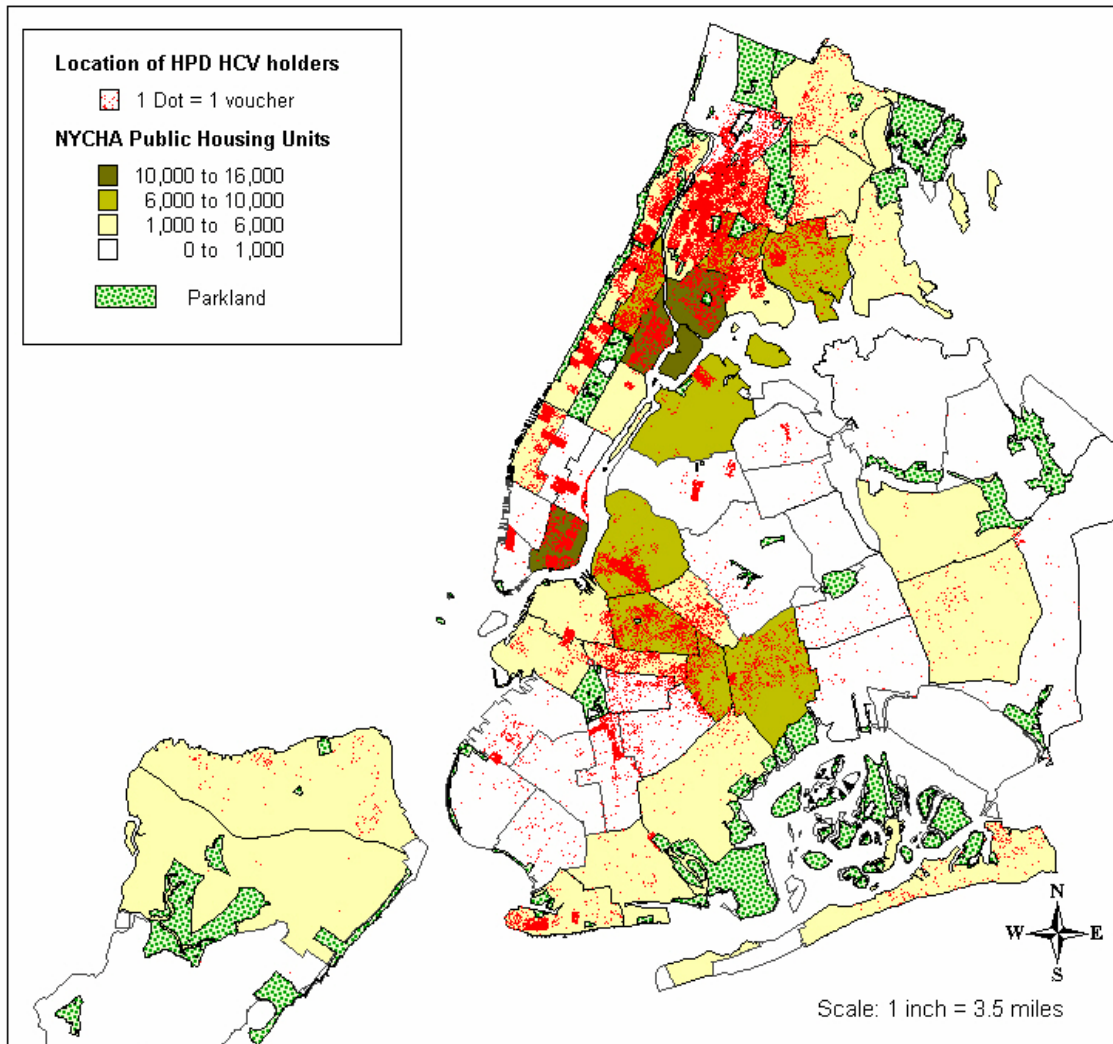 Location of HPD HCV holders
1 Dot = 1 voucher
NYCHA Public Housing Units
10,000 to 16,000
6,000 to 10,000
1,000 to 6,000
0 to 1,000
Parkland
N
W E
S
Scale: 1 inch = 3.5 miles